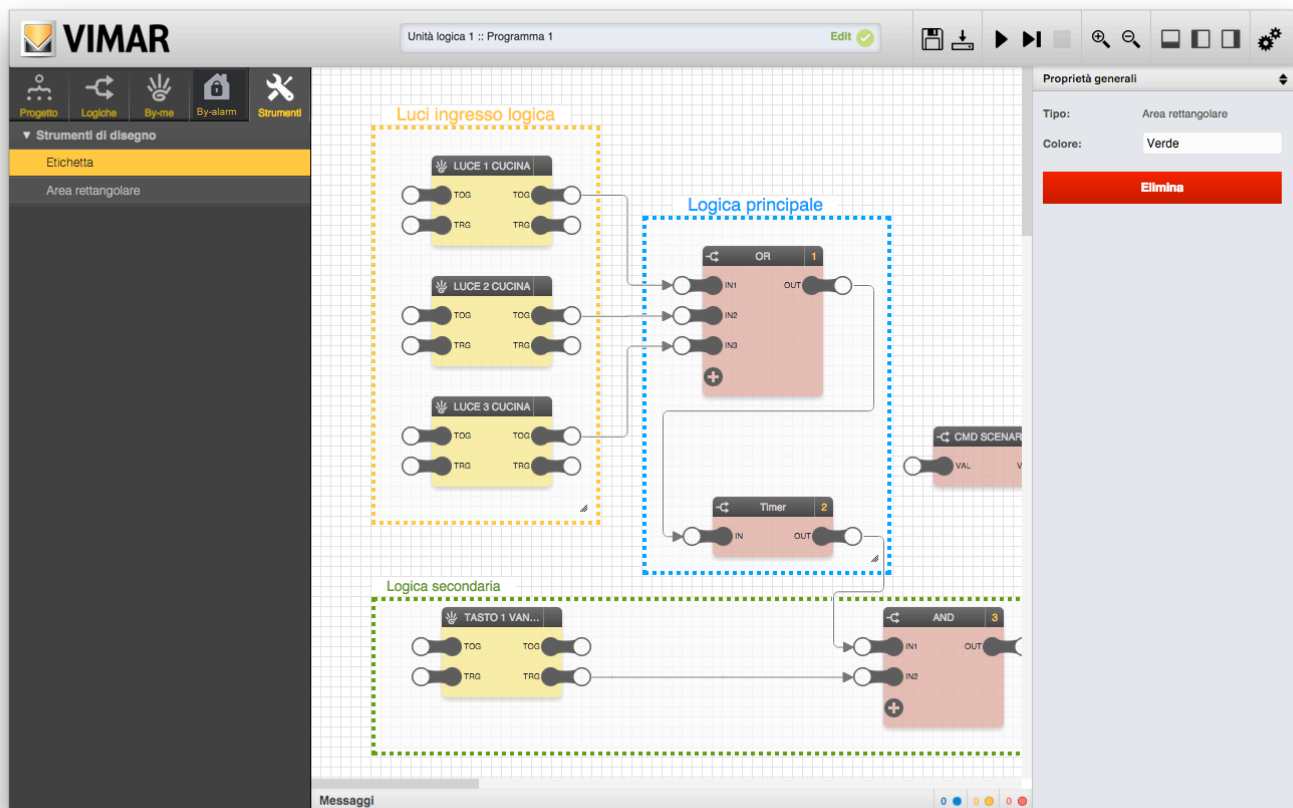 VIMAR
Unità logica 1 :: Programma 1
Edit
Progetto
Logiche
By-me
By-alarm
Strumenti
Strumenti di disegno
Etichetta
Area rettangolare
Luci ingresso logica
LUCE 1 CUCINA
TOG TOG
TRG TRG
LUCE 2 CUCINA
TOG TOG
TRG TRG
LUCE 3 CUCINA
TOG TOG
TRG TRG
Logica principale
OR 1
IN1 OUT
IN2
IN3
Timer 2
IN OUT
CMD SCENAR
VAL V
Logica secondaria
TASTO 1 VAN...
TOG TOG
TRG TRG
AND 3
IN1 OUT
IN2
Proprietà generali
Tipo: Area rettangolare
Colore: Verde
Elimina
Messaggi
0 0 0